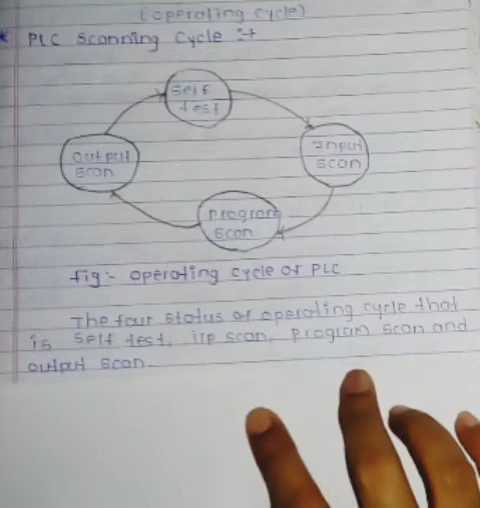 (operating cycle)
* PLC Scanning Cycle :→
Self
test
Input
scan
output
scan
program
scan
fig:- operating cycle of PLC
The four status of operating cycle that
is self test, i/p scan, program scan and
output scan.